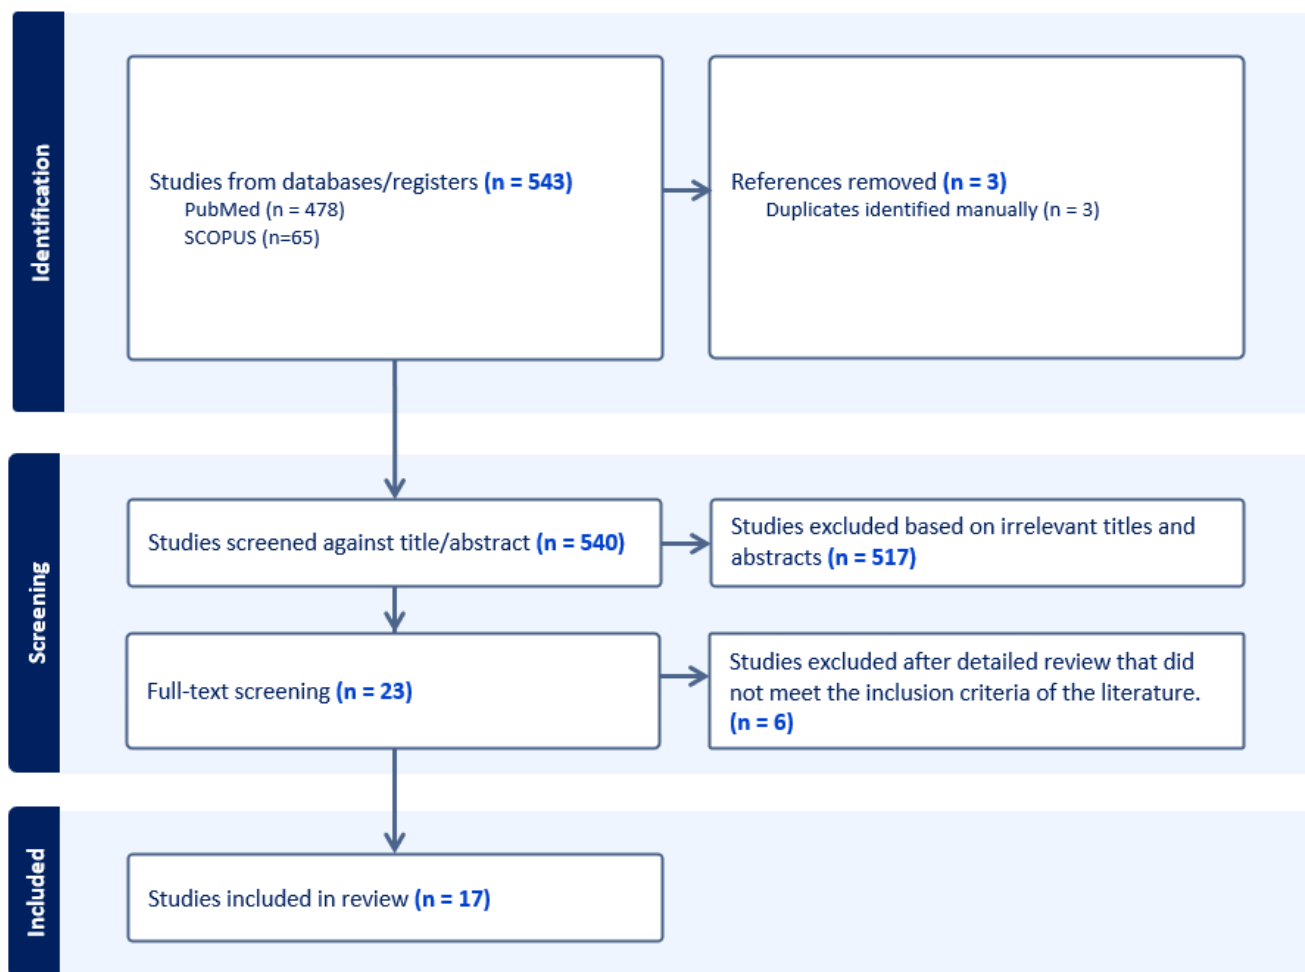 Identification
Studies from databases/registers (n = 543)
PubMed (n = 478)
SCOPUS (n=65)
References removed (n = 3)
Duplicates identified manually (n = 3)
Screening
Studies screened against title/abstract (n = 540)
Studies excluded based on irrelevant titles and
abstracts (n = 517)
Full-text screening (n = 23)
Studies excluded after detailed review that did
not meet the inclusion criteria of the literature.
(n = 6)
Included
Studies included in review (n = 17)